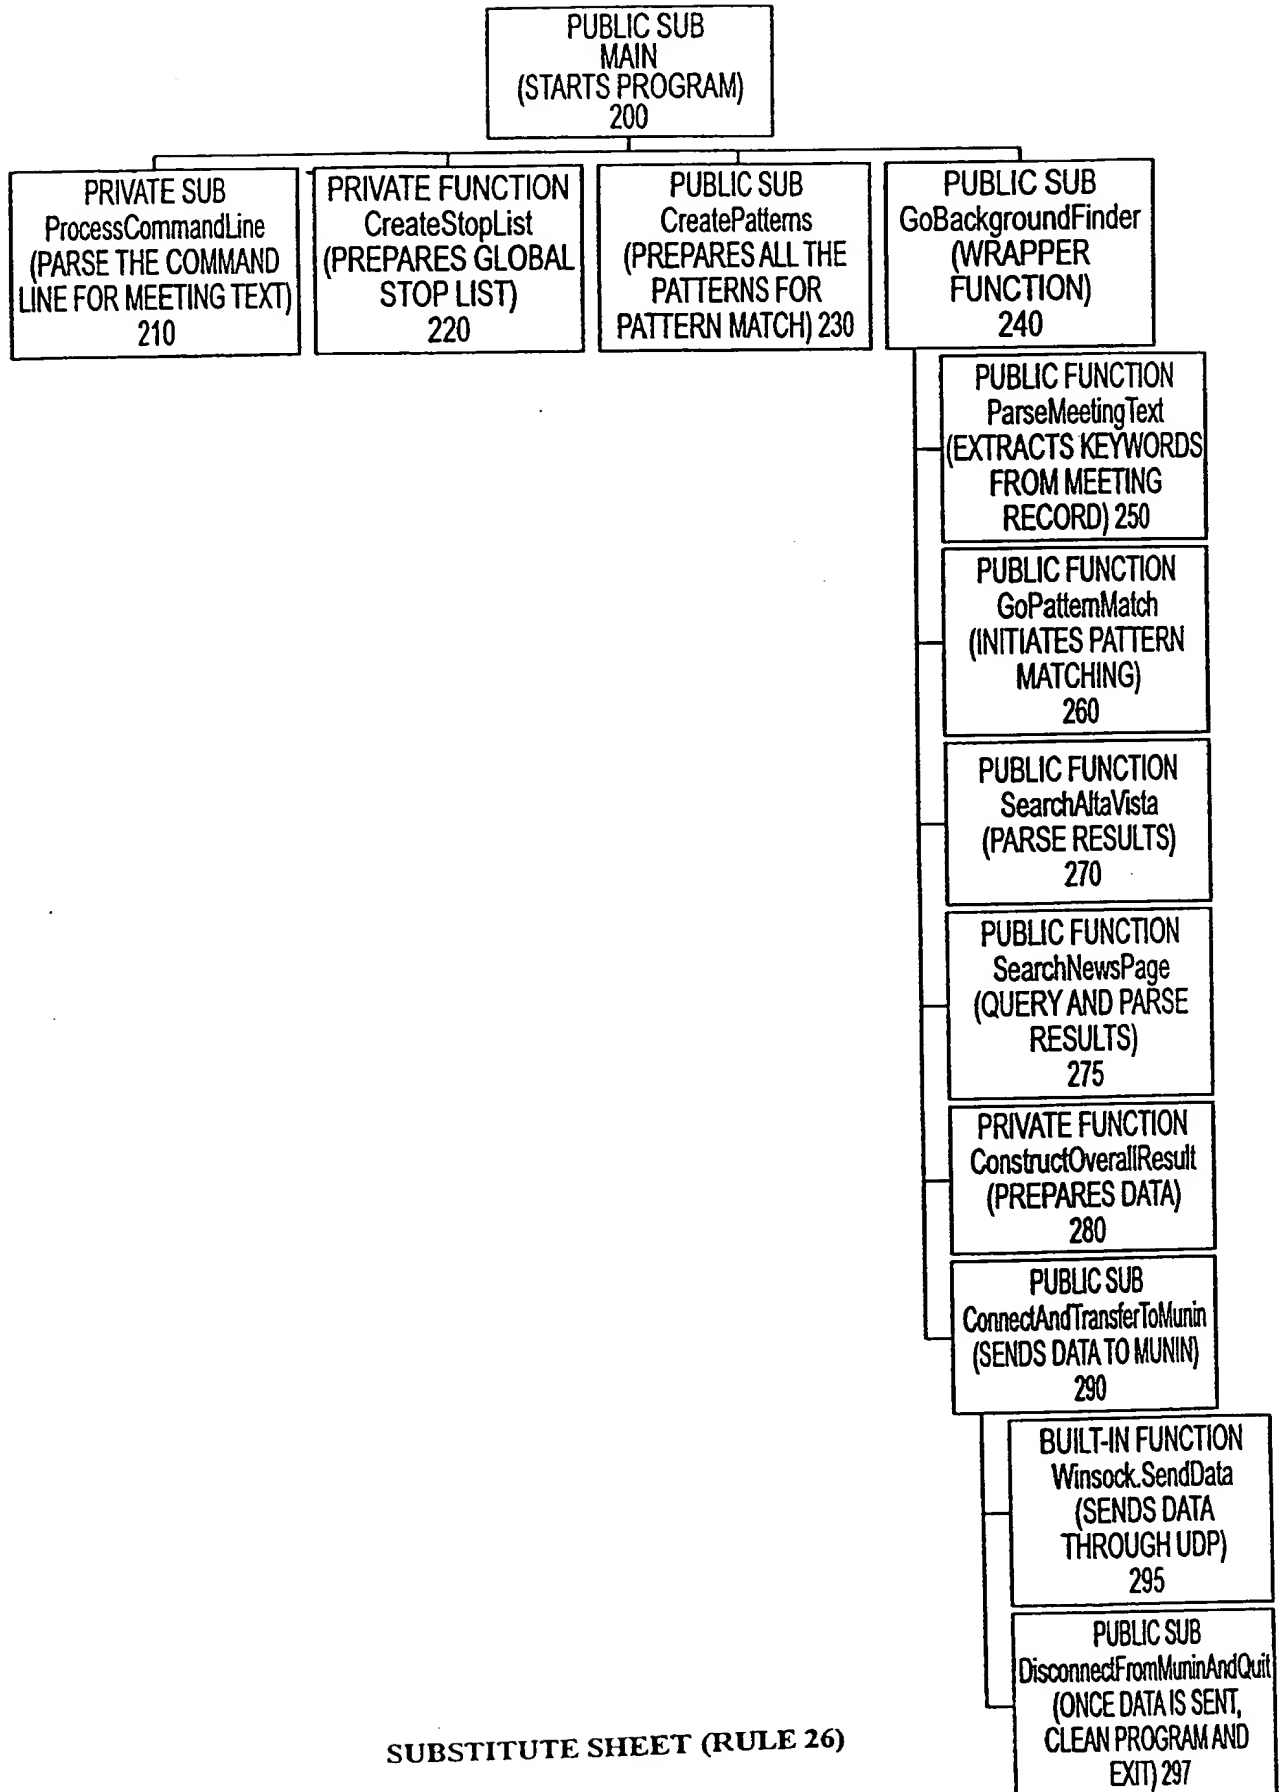 PUBLIC SUB
MAIN
(STARTS PROGRAM)
200
PRIVATE SUB
ProcessCommandLine
(PARSE THE COMMAND
LINE FOR MEETING TEXT)
210
PRIVATE FUNCTION
CreateStopList
(PREPARES GLOBAL
STOP LIST)
220
PUBLIC SUB
CreatePatterns
(PREPARES ALL THE
PATTERNS FOR
PATTERN MATCH) 230
PUBLIC SUB
GoBackgroundFinder
(WRAPPER
FUNCTION)
240
PUBLIC FUNCTION
ParseMeetingText
(EXTRACTS KEYWORDS
FROM MEETING
RECORD) 250
PUBLIC FUNCTION
GoPatternMatch
(INITIATES PATTERN
MATCHING)
260
PUBLIC FUNCTION
SearchAltaVista
(PARSE RESULTS)
270
PUBLIC FUNCTION
SearchNewsPage
(QUERY AND PARSE
RESULTS)
275
PRIVATE FUNCTION
ConstructOverallResult
(PREPARES DATA)
280
PUBLIC SUB
ConnectAndTransferToMunin
(SENDS DATA TO MUNIN)
290
BUILT-IN FUNCTION
Winsock.SendData
(SENDS DATA
THROUGH UDP)
295
PUBLIC SUB
DisconnectFromMuninAndQuit
(ONCE DATA IS SENT,
CLEAN PROGRAM AND
EXIT) 297
SUBSTITUTE SHEET (RULE 26)